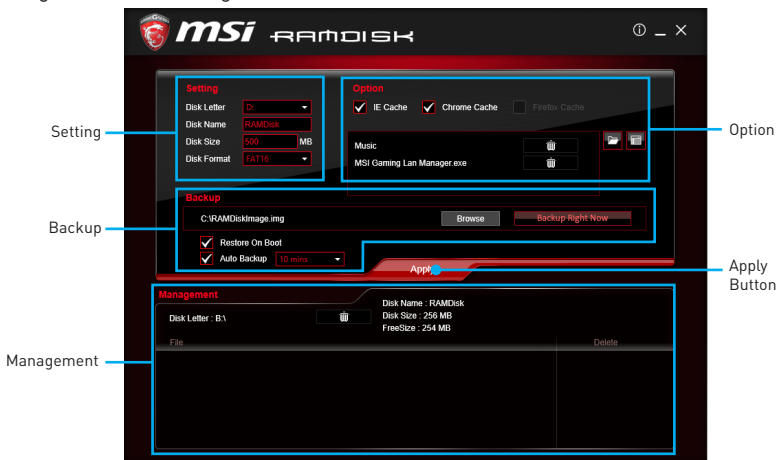 msi RAMDISK
Setting
Disk Letter D:
Disk Name RAMDisk
Disk Size 500 MB
Disk Format FAT16
Option
IE Cache Chrome Cache Firefox Cache
Music
MSI Gaming Lan Manager.exe
Setting
Option
Backup
C:\RAMDiskImage.img Browse Backup Right Now
Restore On Boot
Auto Backup 10 mins
Backup
Apply
Apply
Button
Management
Disk Letter : B:\
Disk Name : RAMDisk
Disk Size : 256 MB
FreeSize : 254 MB
File Delete
Management